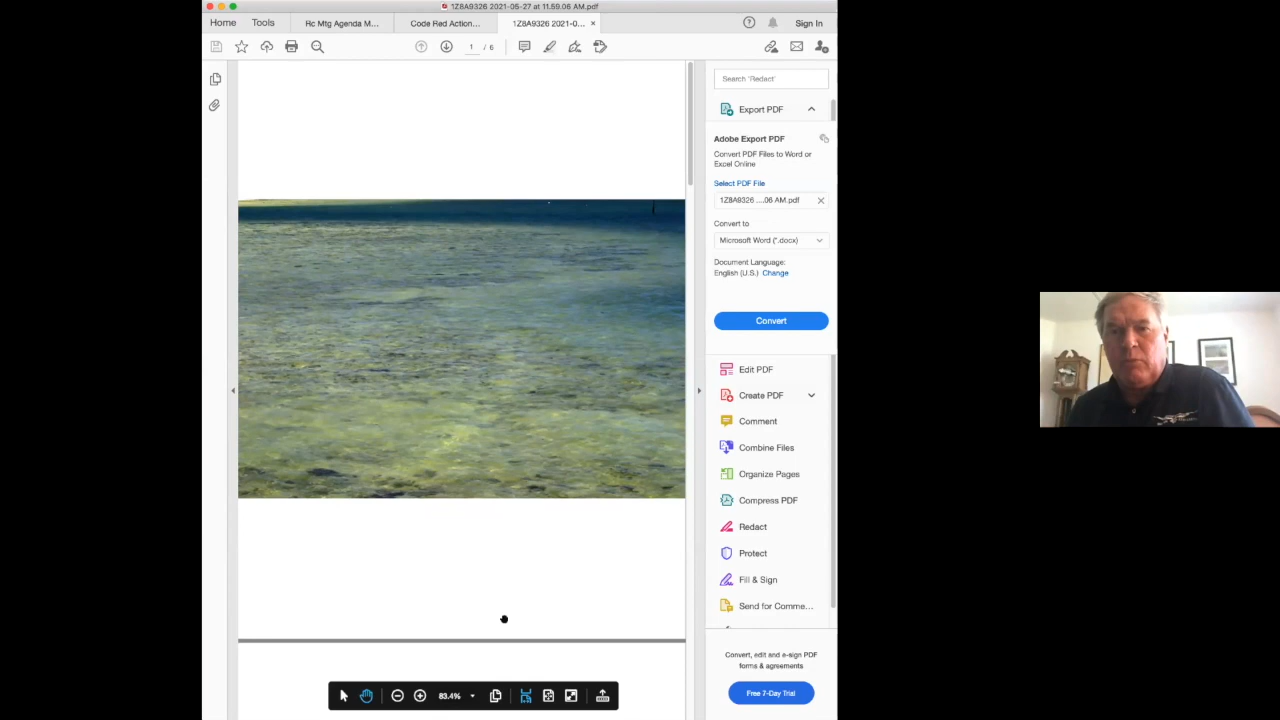 1Z8A9326 2021-05-27 at 11.59.06 AM.pdf
Home
Tools
Rc Mtg Agenda M...
Code Red Action...
1Z8A9326 2021-0...
Sign In
1 / 6
Search 'Redact'
Export PDF
Adobe Export PDF
Convert PDF Files to Word or
Excel Online
Select PDF File
1Z8A9326 ....06 AM.pdf
Convert to
Microsoft Word (*.docx)
Document Language:
English (U.S.) Change
Convert
Edit PDF
Create PDF
Comment
Combine Files
Organize Pages
Compress PDF
Redact
Protect
Fill & Sign
Send for Comme...
Convert, edit and e-sign PDF
forms & agreements
Free 7-Day Trial
83.4%